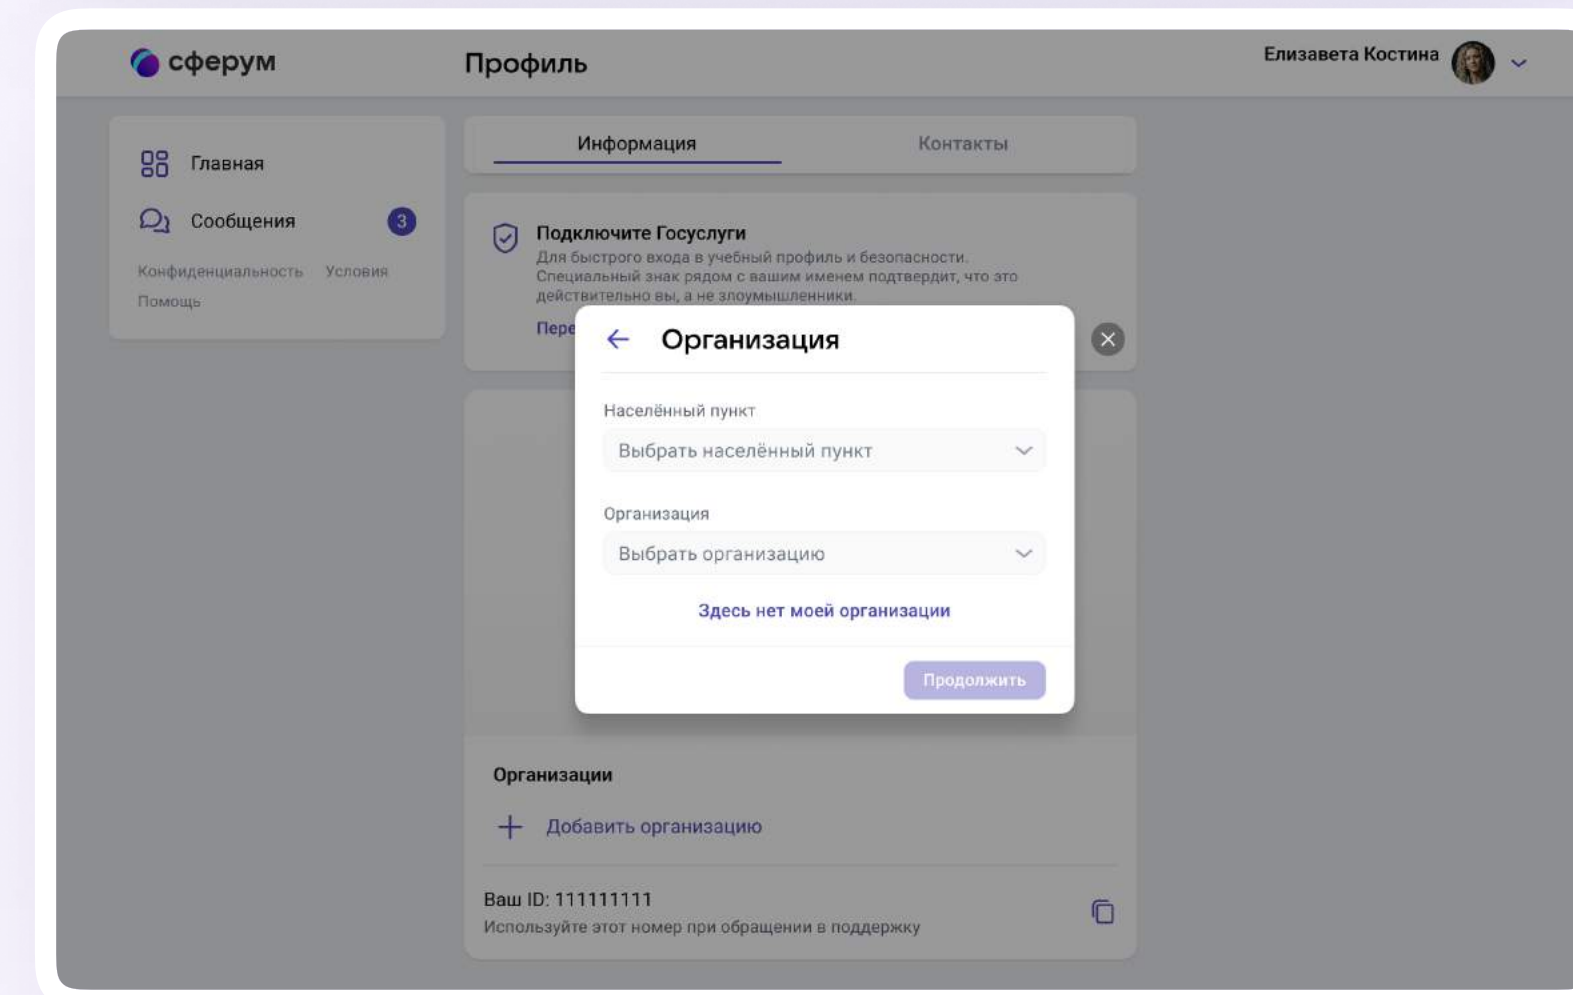 сферум
Профиль
Елизавета Костина
Главная
Сообщения
3
Конфиденциальность Условия
Помощь
Информация
Контакты
Подключите Госуслуги
Для быстрого входа в учебный профиль и безопасности.
Специальный знак рядом с вашим именем подтвердит, что это
действительно вы, а не злоумышленники.
Пере
Организация
Населённый пункт
Выбрать населённый пункт
Организация
Выбрать организацию
Здесь нет моей организации
Продолжить
Организации
Добавить организацию
Ваш ID: 111111111
Используйте этот номер при обращении в поддержку